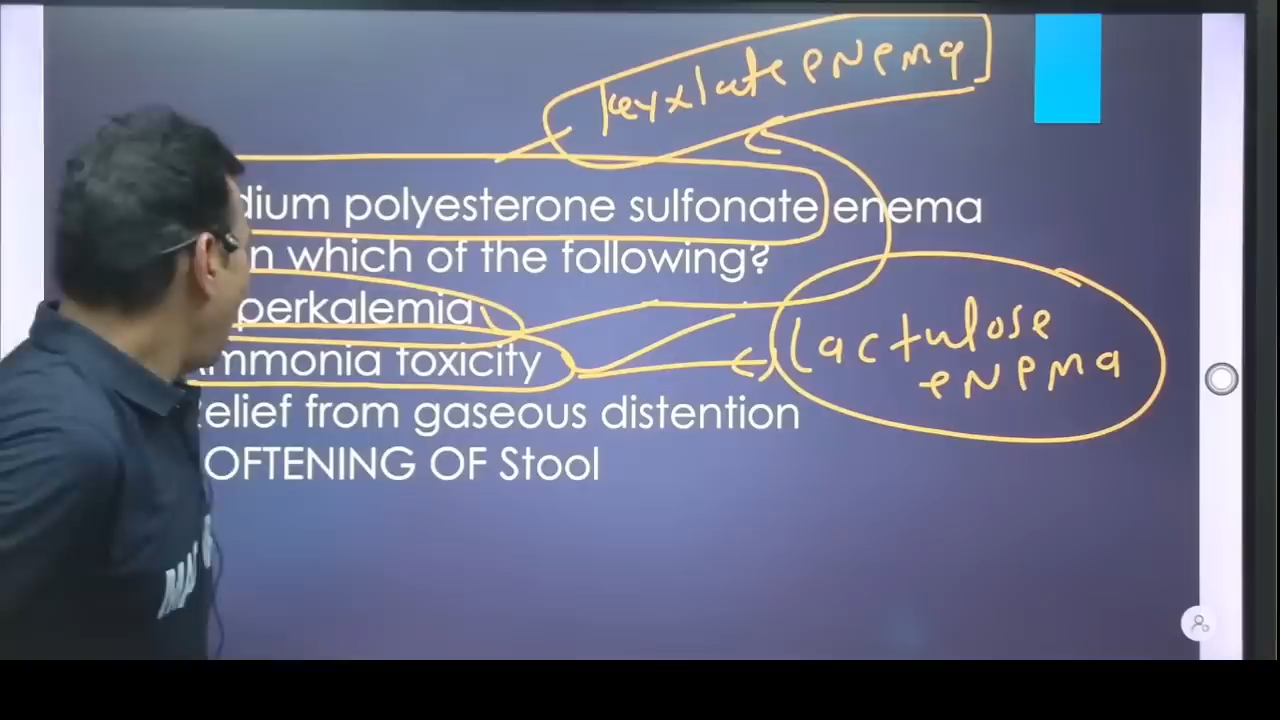 keyxlate enema
dium polyesterone sulfonate enema
n which of the following?
perkalemia
mmonia toxicity
elief from gaseous distention
OFTENING OF Stool
Lactulose
enema